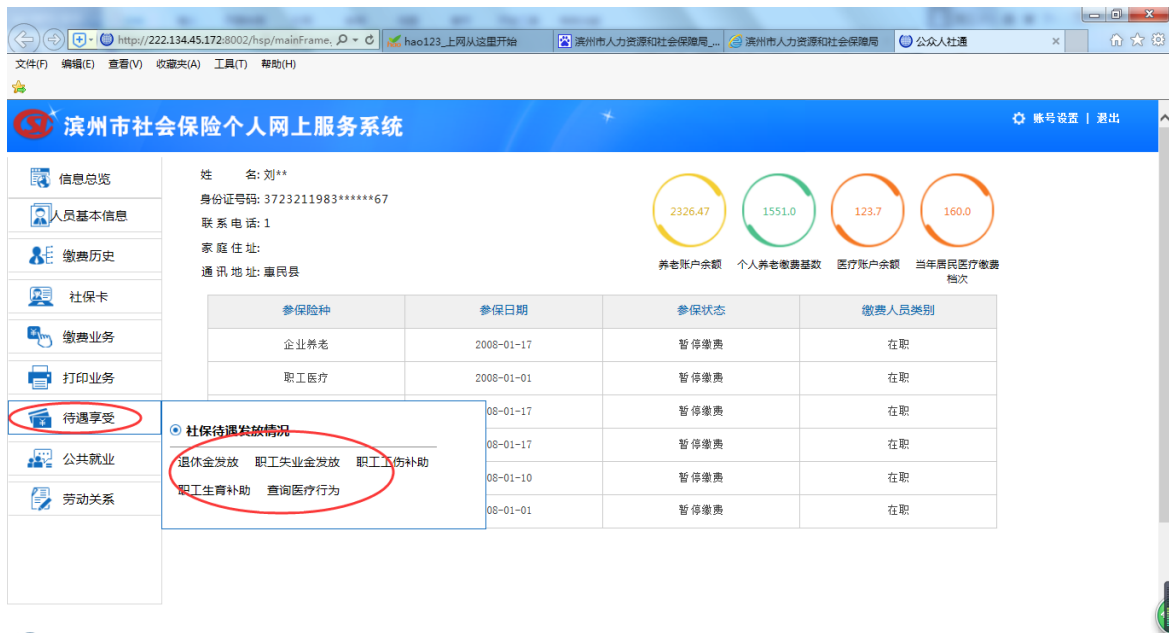 http://222.134.45.172:8002/hsp/mainFrame. hao123_上网从这里开始 滨州市人力资源和社会保障局_... 滨州市人力资源和社会保障局 公众人社通
文件(F) 编辑(E) 查看(V) 收藏夹(A) 工具(T) 帮助(H)
滨州市社会保险个人网上服务系统
账号设置 | 退出
信息总览
人员基本信息
缴费历史
社保卡
缴费业务
打印业务
待遇享受
公共就业
劳动关系
姓 名: 刘**
身份证号码: 3723211983******67
联系电话: 1
家庭住址:
通讯地址: 惠民县
2326.47 1551.0 123.7 160.0
养老账户余额 个人养老缴费基数 医疗账户余额 当年居民医疗缴费
档次
参保险种 参保日期 参保状态 缴费人员类别
企业养老 2008-01-17 暂停缴费 在职
职工医疗 2008-01-01 暂停缴费 在职
08-01-17 暂停缴费 在职
08-01-17 暂停缴费 在职
08-01-10 暂停缴费 在职
08-01-01 暂停缴费 在职
社保待遇发放情况
退休金发放 职工失业金发放 职工工伤补助
职工生育补助 查询医疗行为